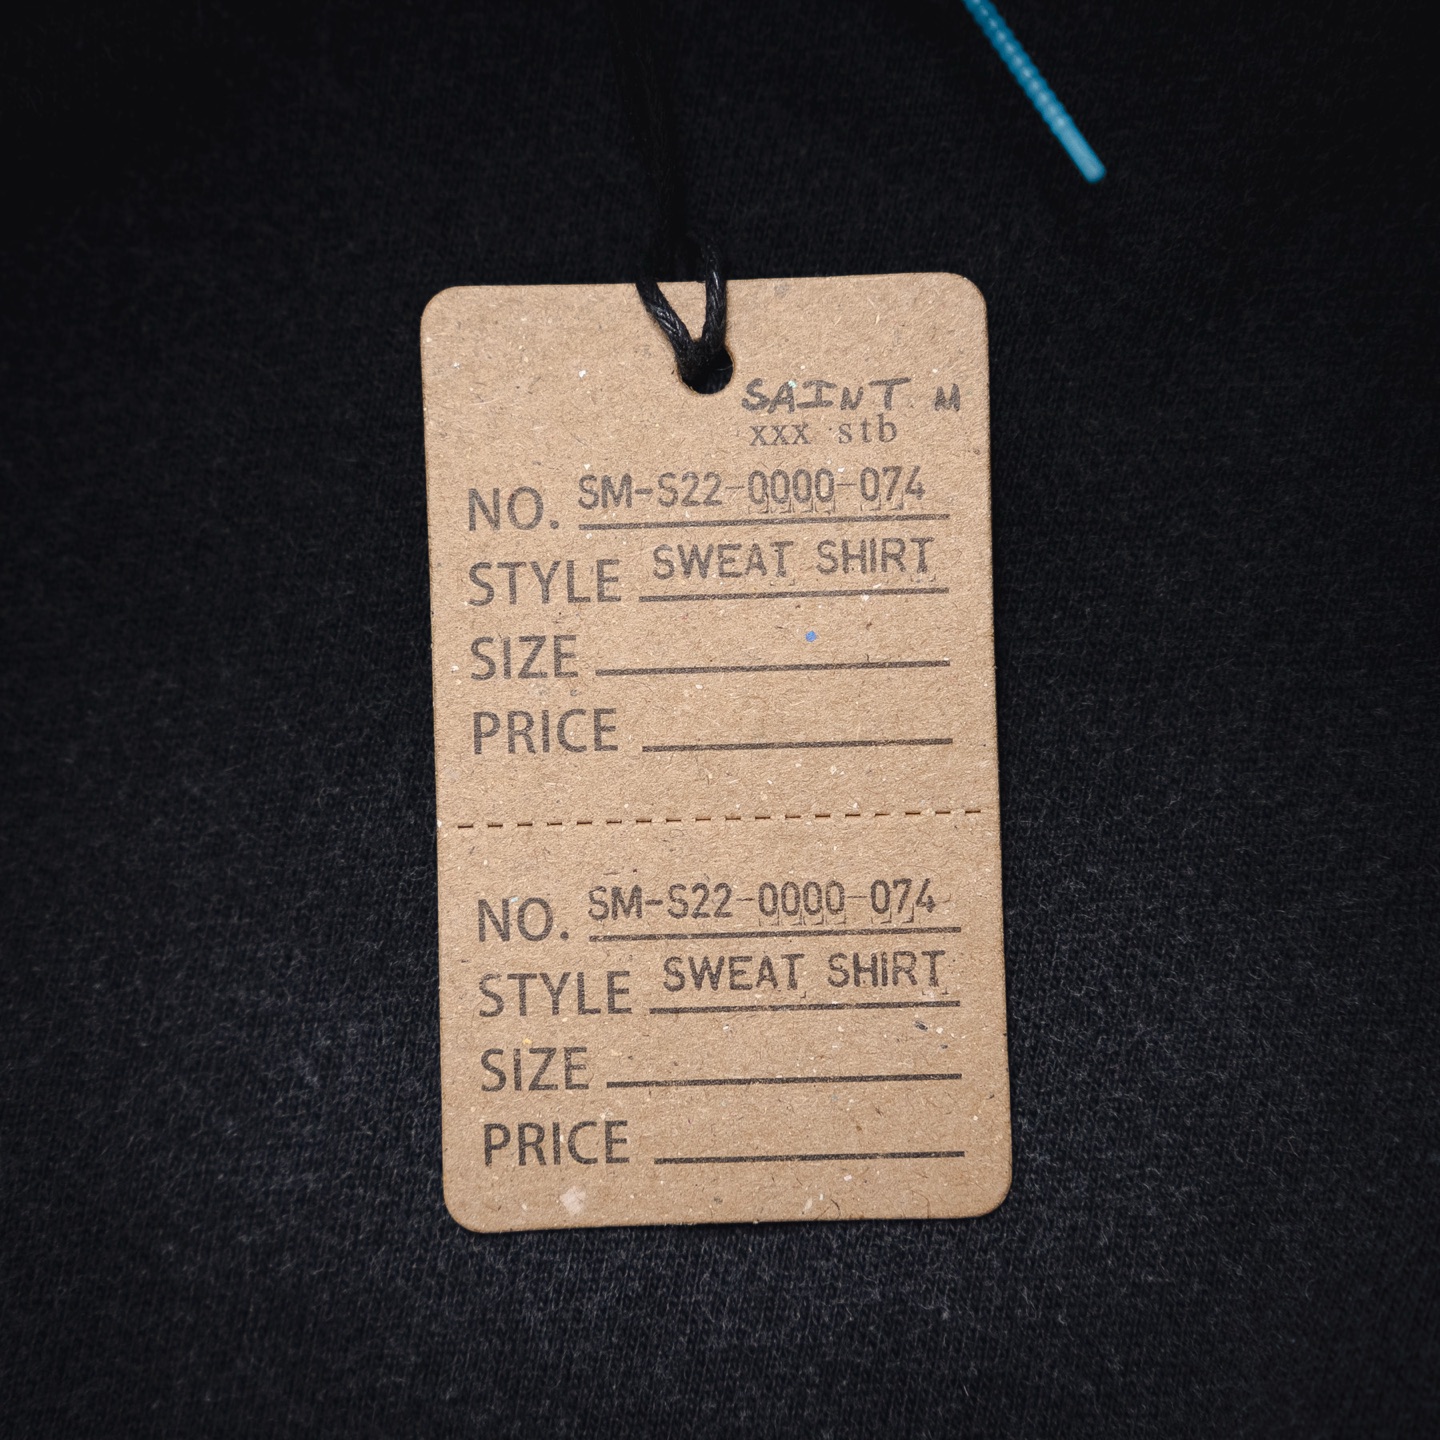 SAINT M
xxx stb
NO. SM-S22-0000-074
STYLE SWEAT SHIRT
SIZE
PRICE
NO. SM-S22-0000-074
STYLE SWEAT SHIRT
SIZE
PRICE